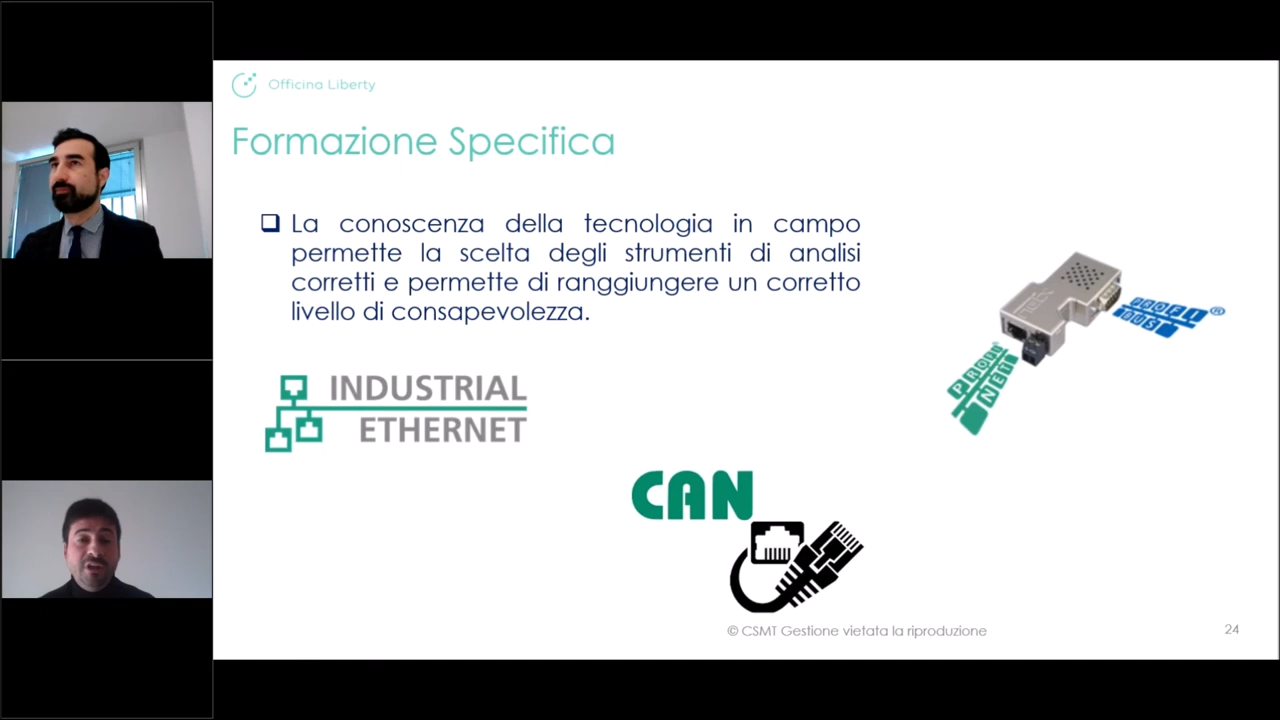 Officina Liberty
Formazione Specifica
La conoscenza della tecnologia in campo
permette la scelta degli strumenti di analisi
corretti e permette di ranggiungere un corretto
livello di consapevolezza.
PROFI
BUS®
PROFI
NET
INDUSTRIAL
ETHERNET
CAN
© CSMT Gestione vietata la riproduzione
24